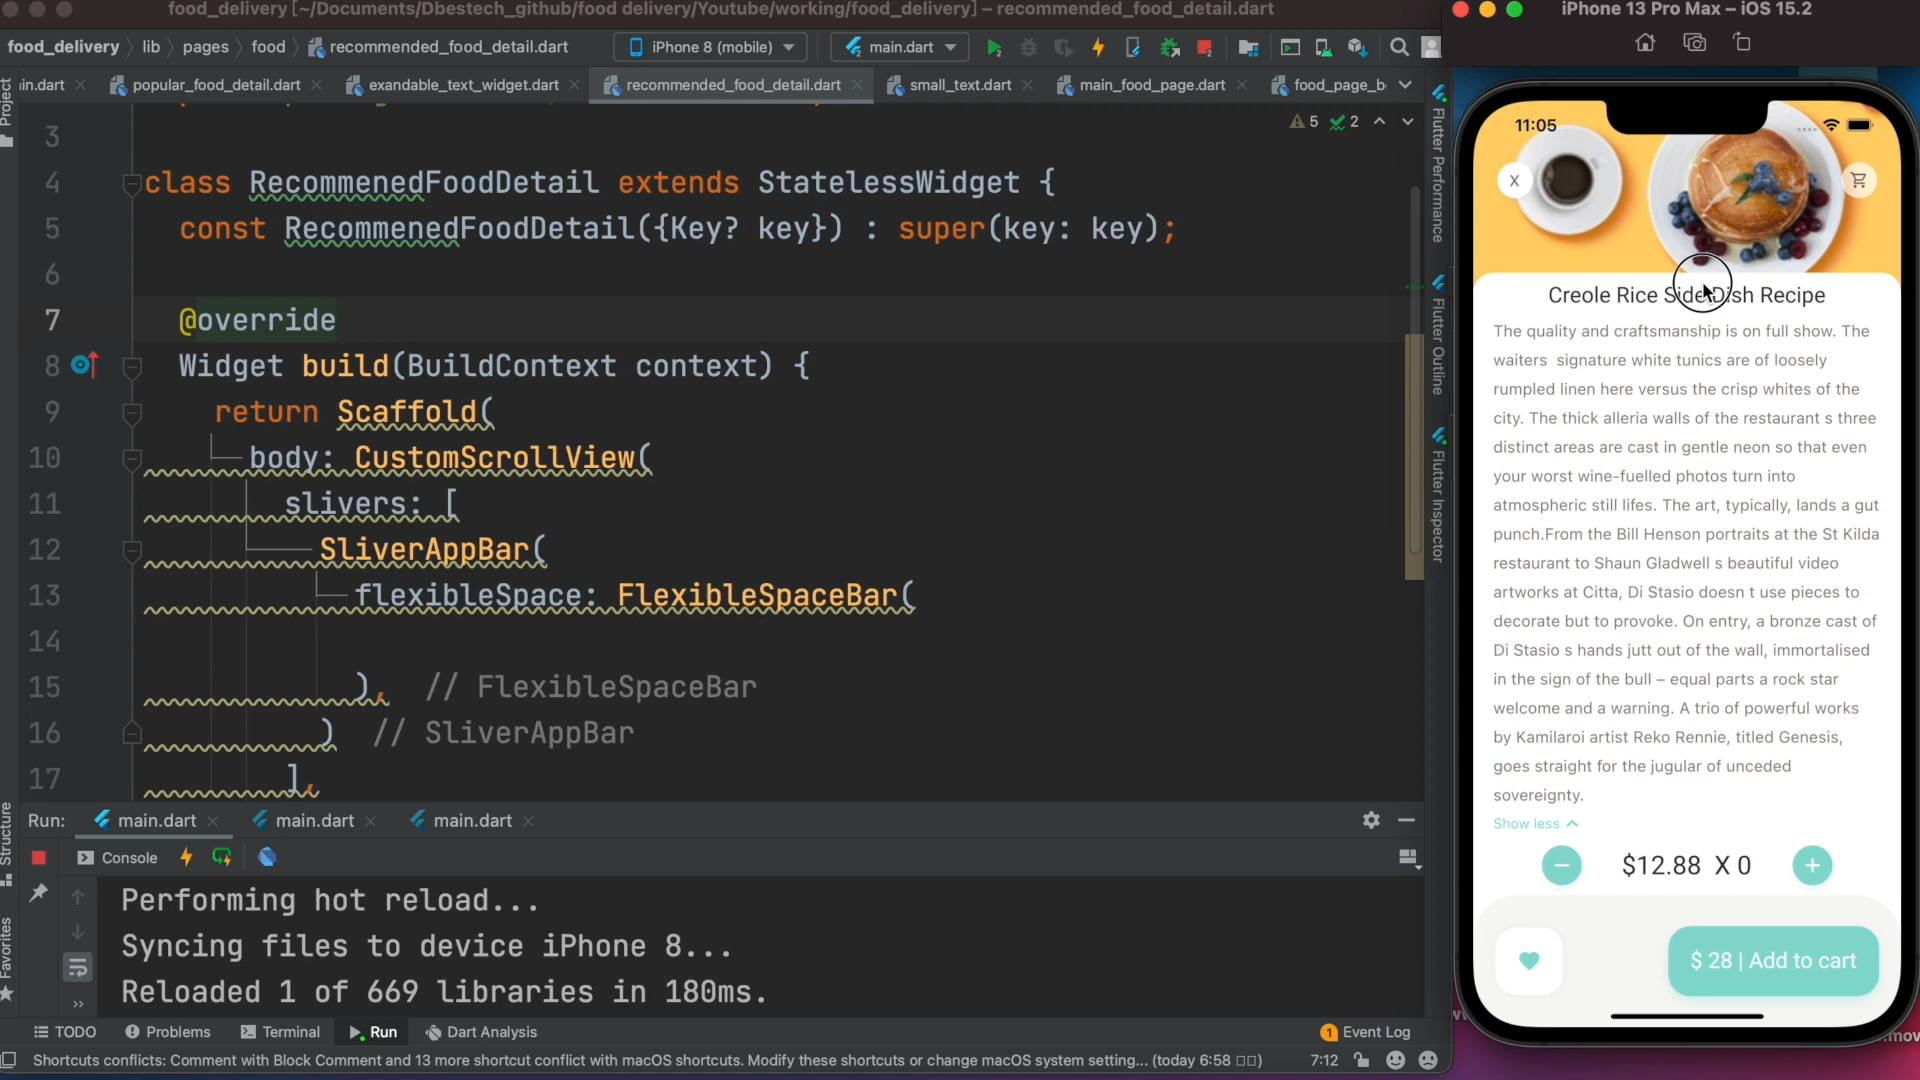 food_delivery [~/Documents/Dbestech_github/food delivery/Youtube/working/food_delivery] – recommended_food_detail.dart
food_delivery lib pages food recommended_food_detail.dart iPhone 8 (mobile) main.dart
in.dart popular_food_detail.dart exandable_text_widget.dart recommended_food_detail.dart small_text.dart main_food_page.dart food_page_b
Project
Structure
Favorites
5 2
3
4 class RecommenedFoodDetail extends StatelessWidget {
5 const RecommenedFoodDetail({Key? key}) : super(key: key);
6
7 @override
8 Widget build(BuildContext context) {
9 return Scaffold(
10 body: CustomScrollView(
11 slivers: [
12 SliverAppBar(
13 flexibleSpace: FlexibleSpaceBar(
14
15 ), // FlexibleSpaceBar
16 ) // SliverAppBar
17 ],
Flutter Performance
Flutter Outline
Flutter Inspector
Run: main.dart main.dart main.dart
Console
Performing hot reload...
Syncing files to device iPhone 8...
Reloaded 1 of 669 libraries in 180ms.
TODO Problems Terminal Run Dart Analysis 1 Event Log
Shortcuts conflicts: Comment with Block Comment and 13 more shortcut conflict with macOS shortcuts. Modify these shortcuts or change macOS system setting... (today 6:58 7:12
iPhone 13 Pro Max – iOS 15.2
11:05
X
Creole Rice Side Dish Recipe
The quality and craftsmanship is on full show. The
waiters signature white tunics are of loosely
rumpled linen here versus the crisp whites of the
city. The thick alleria walls of the restaurant s three
distinct areas are cast in gentle neon so that even
your worst wine-fuelled photos turn into
atmospheric still lifes. The art, typically, lands a gut
punch.From the Bill Henson portraits at the St Kilda
restaurant to Shaun Gladwell s beautiful video
artworks at Citta, Di Stasio doesn t use pieces to
decorate but to provoke. On entry, a bronze cast of
Di Stasio s hands jutt out of the wall, immortalised
in the sign of the bull – equal parts a rock star
welcome and a warning. A trio of powerful works
by Kamilaroi artist Reko Rennie, titled Genesis,
goes straight for the jugular of unceded
sovereignty.
Show less
$12.88 X 0
$ 28 | Add to cart
.mov